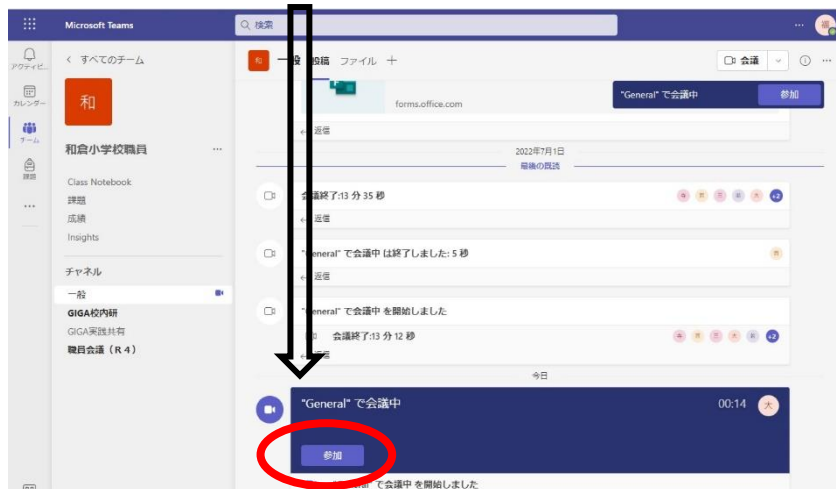 Microsoft Teams
検索
アクティビ...
カレンダー
チーム
課題
すべてのチーム
和
和倉小学校職員
Class Notebook
課題
成績
Insights
チャネル
一般
GIGA校内研
GIGA実践共有
職員会議（R４）
和 一般 投稿 ファイル +
会議
"General" で会議中 参加
forms.office.com
返信
2022年7月1日
最後の既読
会議終了:13 分 35 秒
+2
返信
"General" で会議中 は終了しました: 5 秒
返信
"General" で会議中 を開始しました
会議終了:13 分 12 秒
+2
返信
今日
"General" で会議中
00:14 大
参加
で会議中 を開始しました